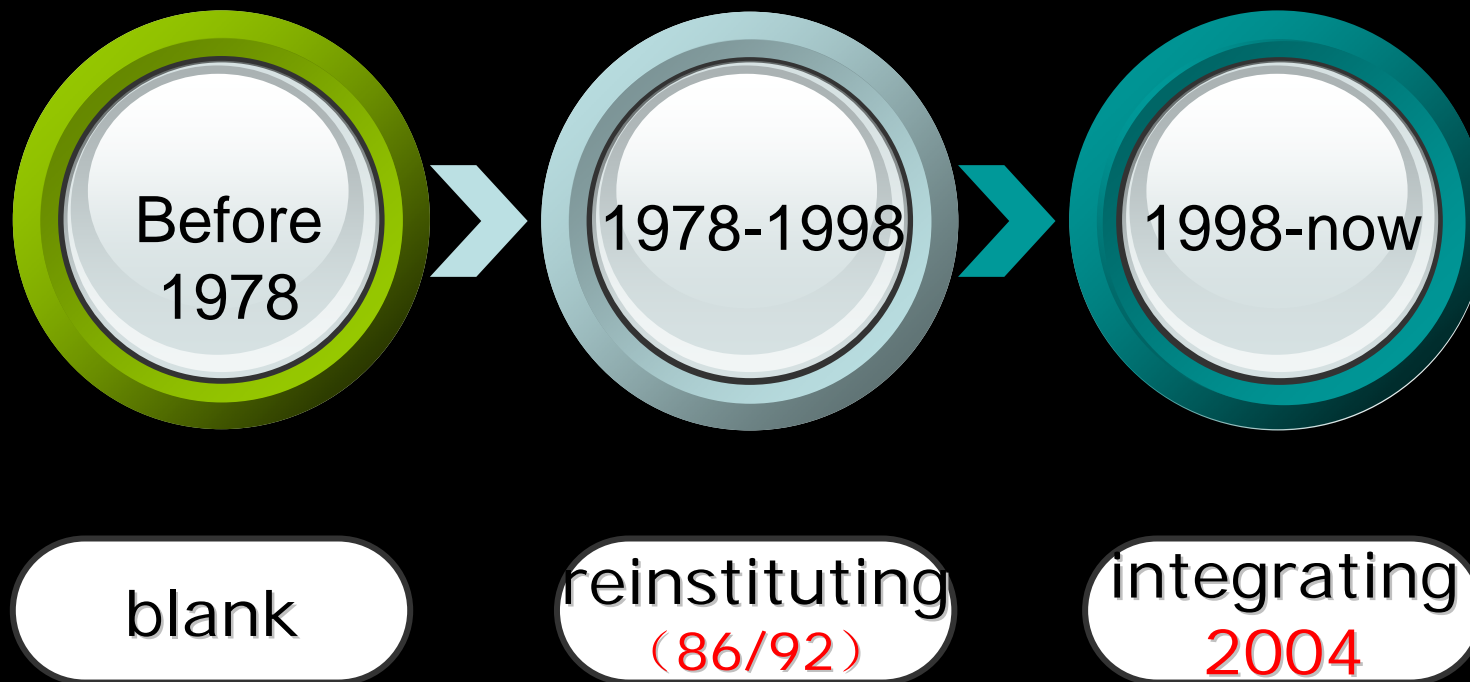 Before
1978
1978-1998
1998-now
blank
reinstituting
（86/92）
integrating
2004